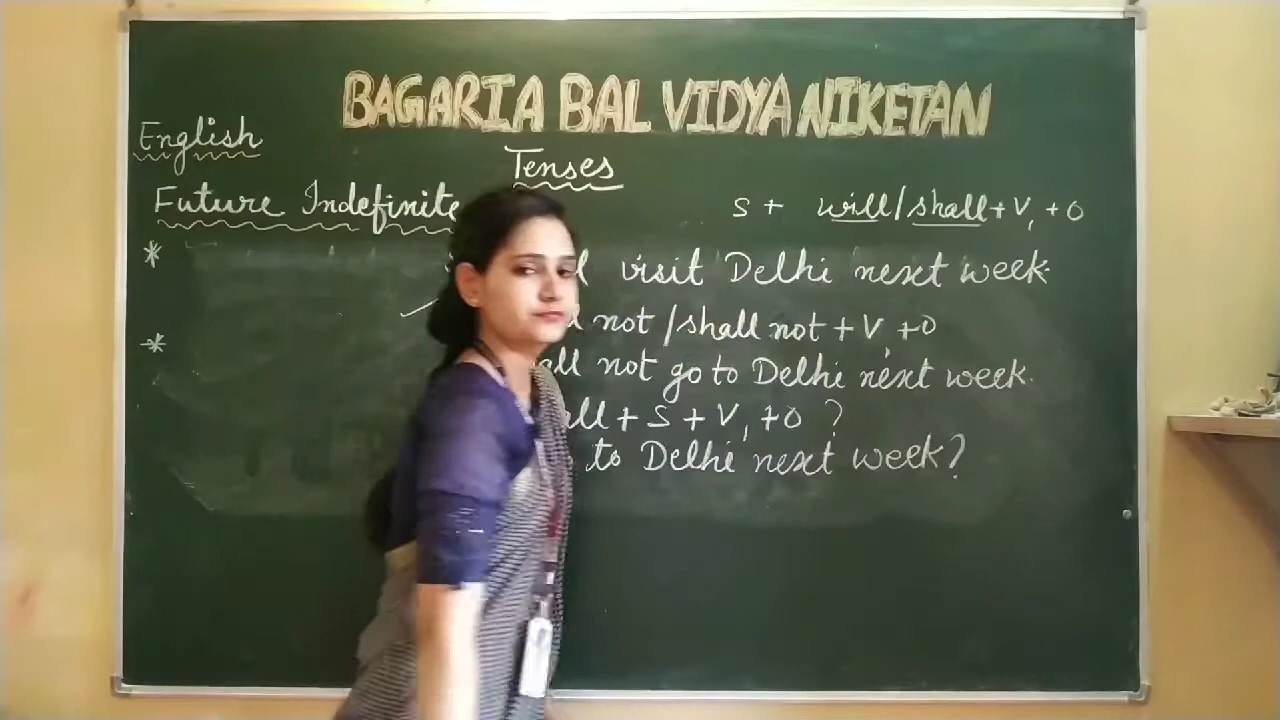 BAGARIA BAL VIDYA NIKETAN
English
Tenses
Future Indefinite
S + will/shall + V₁ + O
visit Delhi next week.
not /shall not + V₁ + O
not go to Delhi next week.
+ S + V₁ + O ?
to Delhi next week?